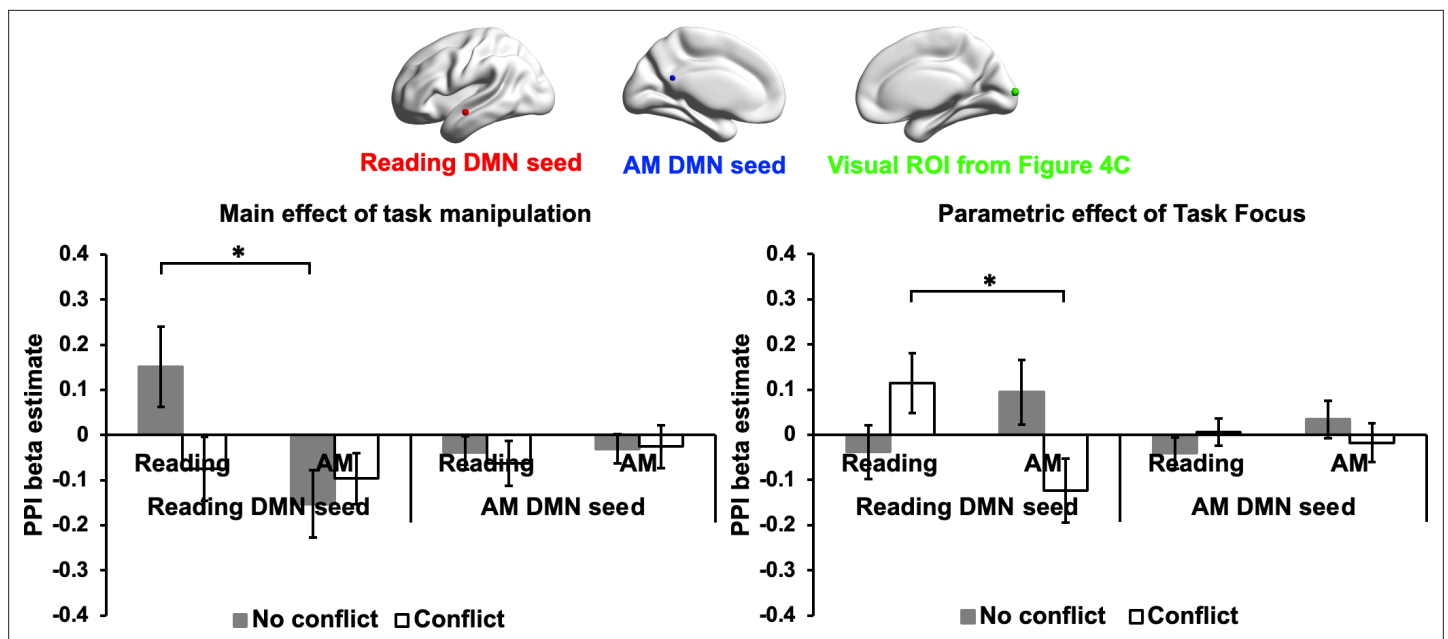 Reading DMN seed AM DMN seed Visual ROI from Figure 4C
Main effect of task manipulation
PPI beta estimate
0.4
0.3
0.2
0.1
0
-0.1
-0.2
-0.3
-0.4
*
Reading AM Reading AM
Reading DMN seed AM DMN seed
No conflict Conflict
Parametric effect of Task Focus
PPI beta estimate
0.4
0.3
0.2
0.1
0
-0.1
-0.2
-0.3
-0.4
*
Reading AM Reading AM
Reading DMN seed AM DMN seed
No conflict Conflict